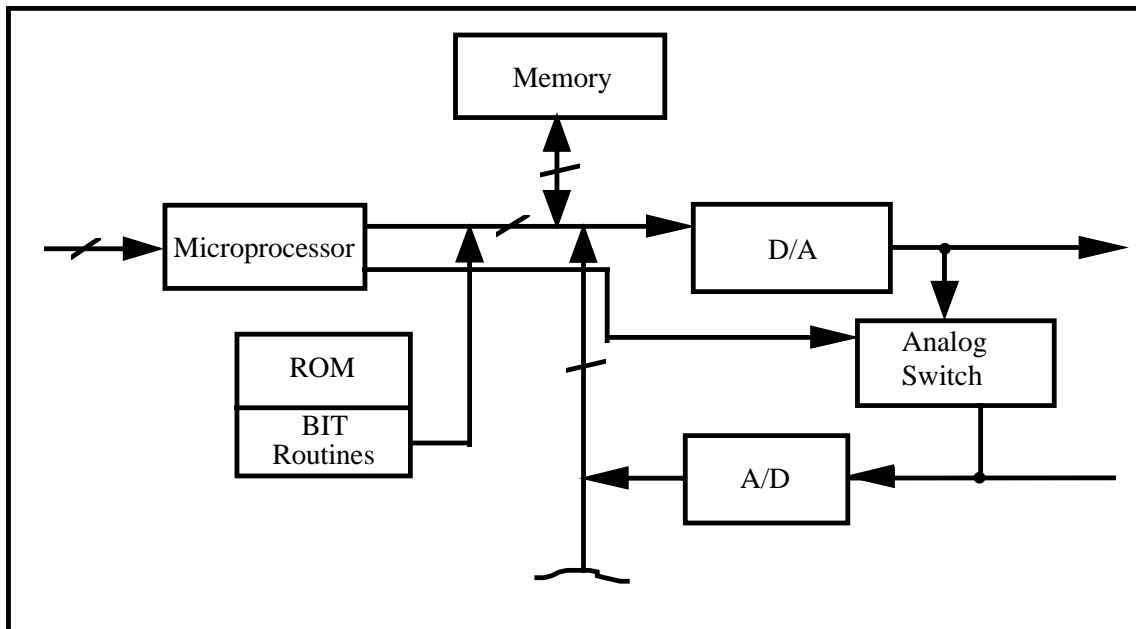 Memory
Microprocessor
D/A
ROM
Analog
Switch
BIT
Routines
A/D